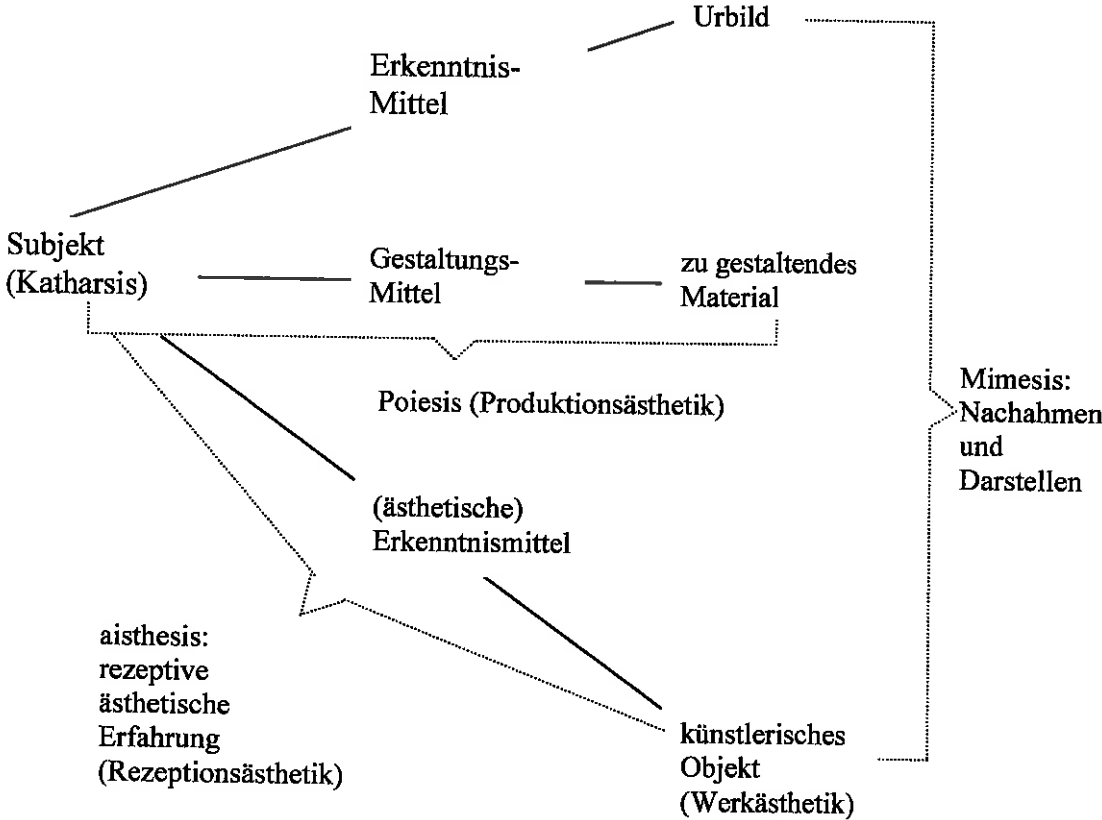 Urbild
Erkenntnis-
Mittel
Subjekt
(Katharsis)
Gestaltungs-
Mittel
zu gestaltendes
Material
Poiesis (Produktionsästhetik)
Mimesis:
Nachahmen
und
Darstellen
(ästhetische)
Erkenntnismittel
aisthesis:
rezeptive
ästhetische
Erfahrung
(Rezeptionsästhetik)
künstlerisches
Objekt
(Werkästhetik)